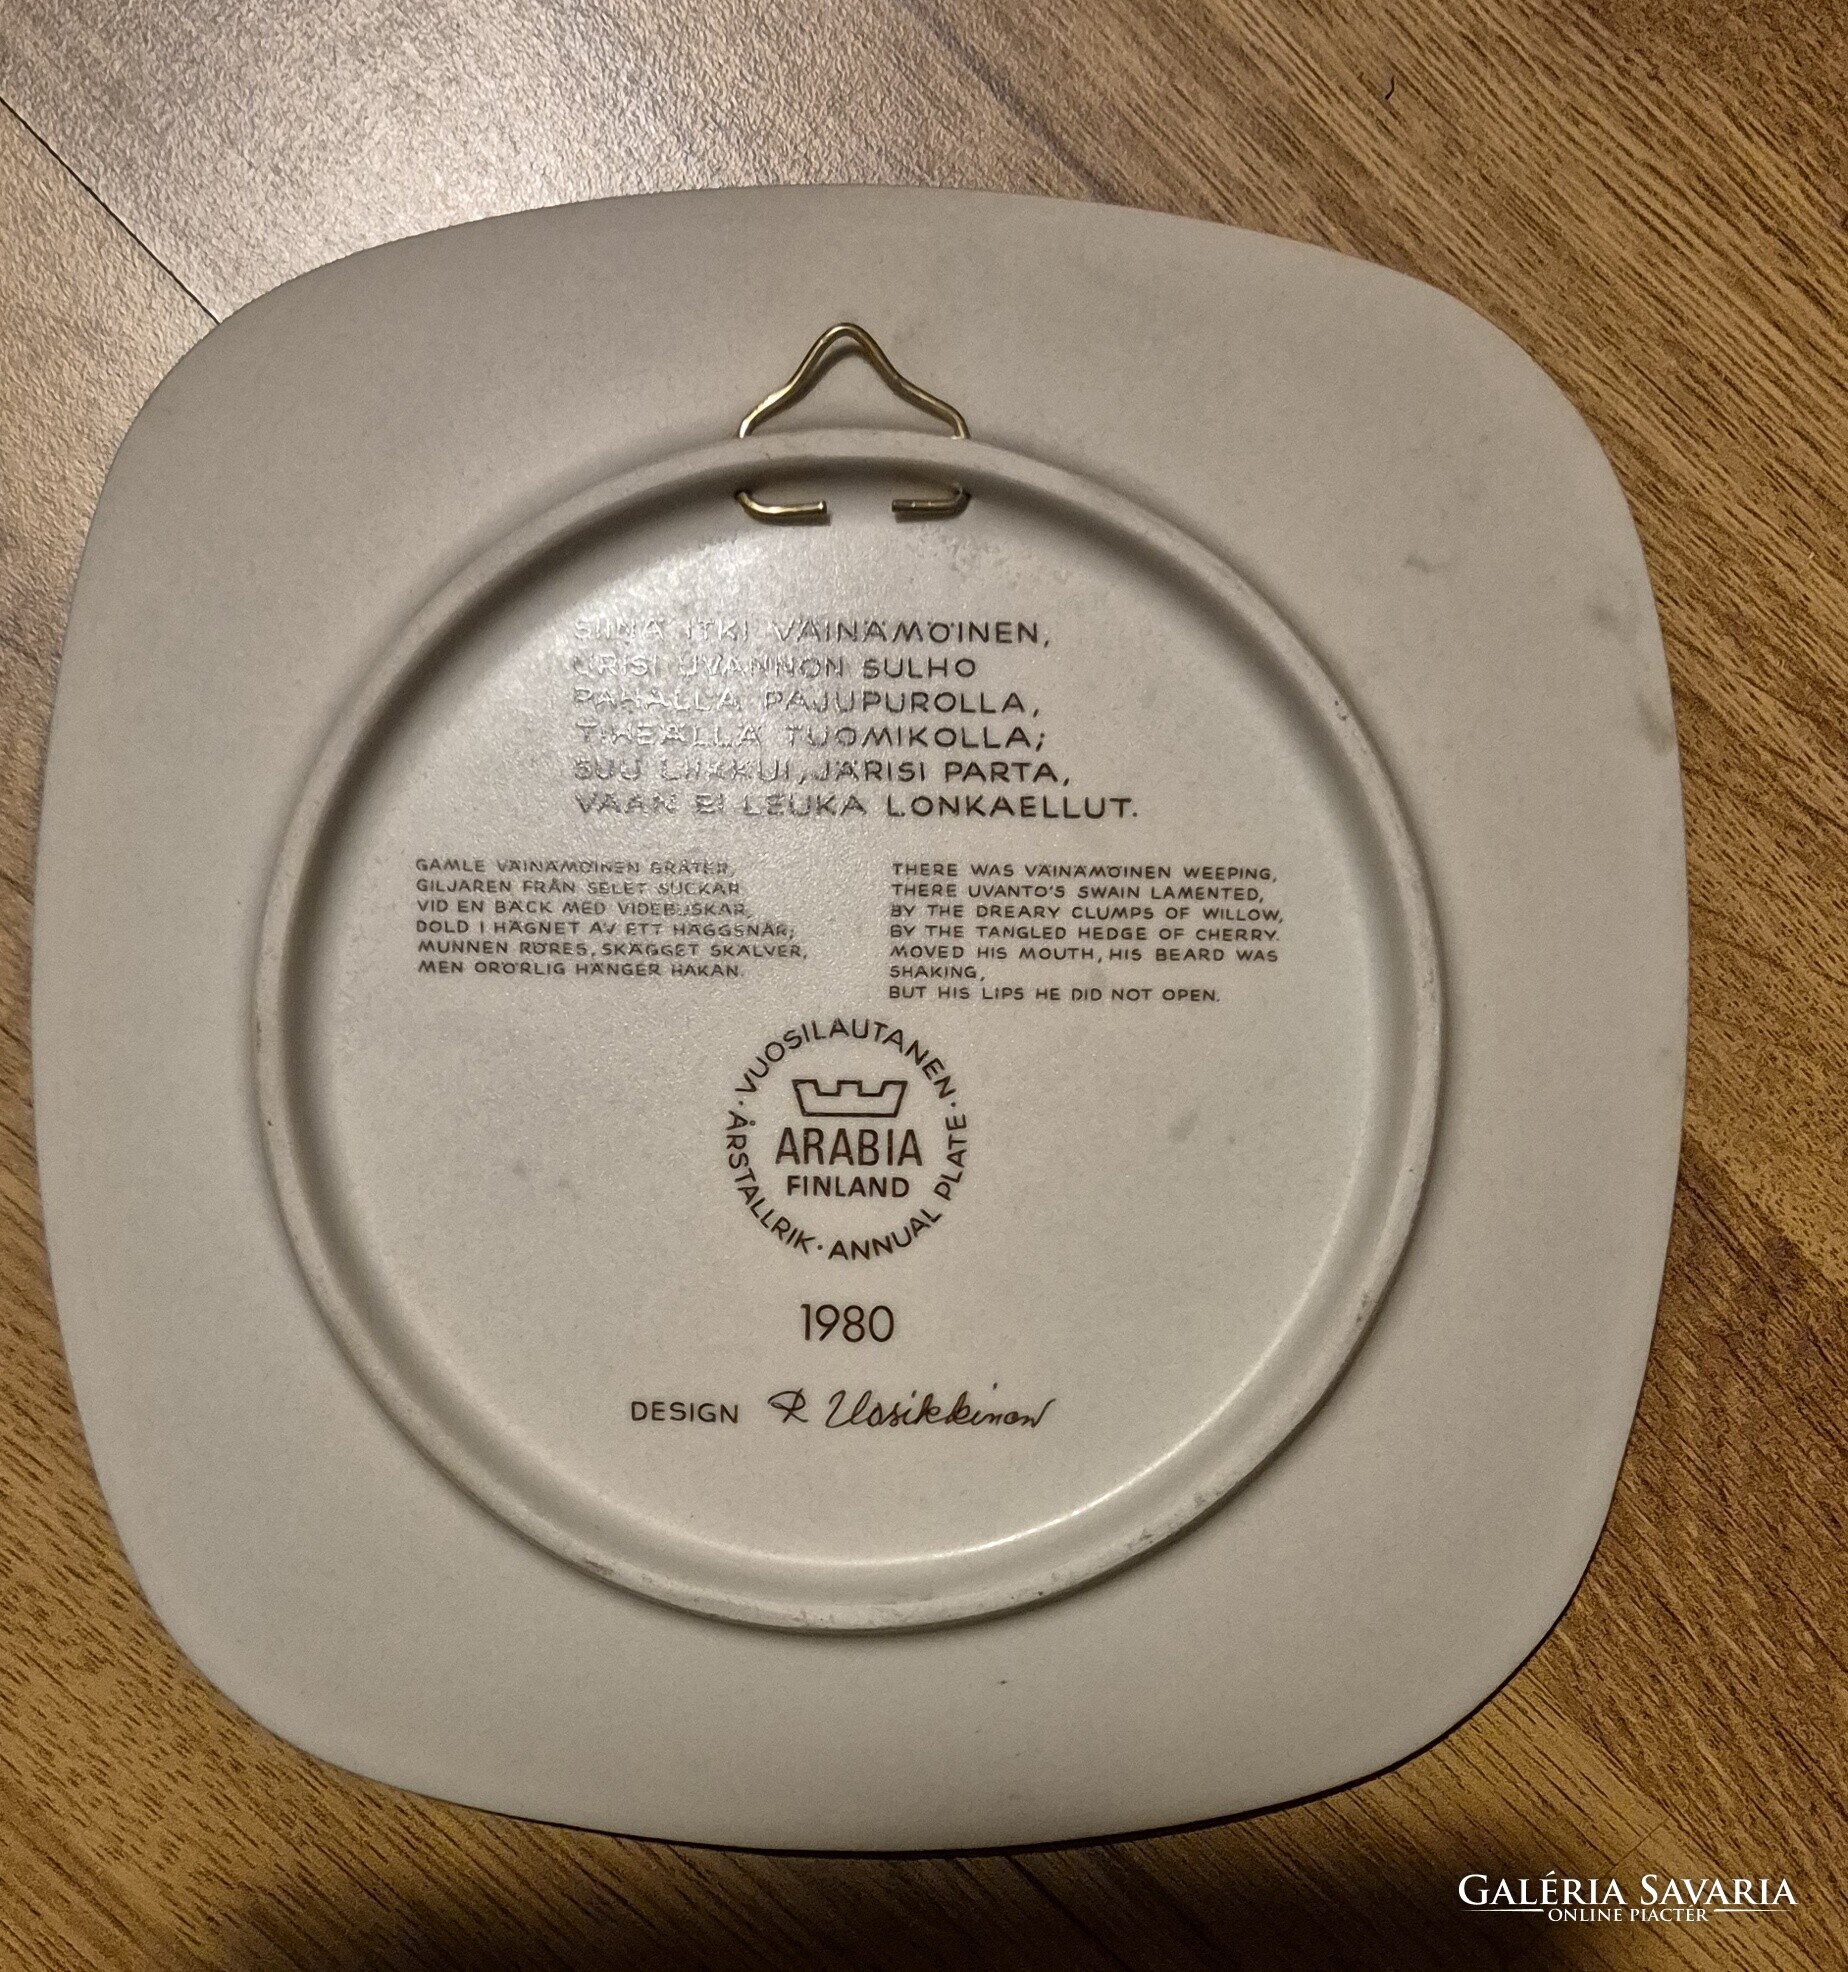 SIINÄ ITKI VÄINÄMÖINEN,
URISI UVANNON SULHO
PAHALLA PAJUPUROLLA,
TIHEÄLLÄ TUOMIKOLLA;
SUU LIIKKUI, JÄRISI PARTA,
VAAN EI LEUKA LONKAELLUT.
GAMLE VÄINÄMÖINEN GRÅTER,
GILJAREN FRÅN SELET SUCKAR
VID EN BÄCK MED VIDEBUSKAR,
DOLD I HÄGNET AV ETT HÄGGSNÅR;
MUNNEN RÖRES, SKÄGGET SKÄLVER,
MEN ORÖRLIG HÄNGER HAKAN.
THERE WAS VÄINÄMÖINEN WEEPING,
THERE UVANTO'S SWAIN LAMENTED,
BY THE DREARY CLUMPS OF WILLOW,
BY THE TANGLED HEDGE OF CHERRY.
MOVED HIS MOUTH, HIS BEARD WAS
SHAKING,
BUT HIS LIPS HE DID NOT OPEN.
VUOSILAUTANEN · ANNUAL PLATE · ÅRSTALLRIK ·
ARABIA
FINLAND
1980
DESIGN R Uosikkinen
GALÉRIA SAVARIA
ONLINE PIACTÉR